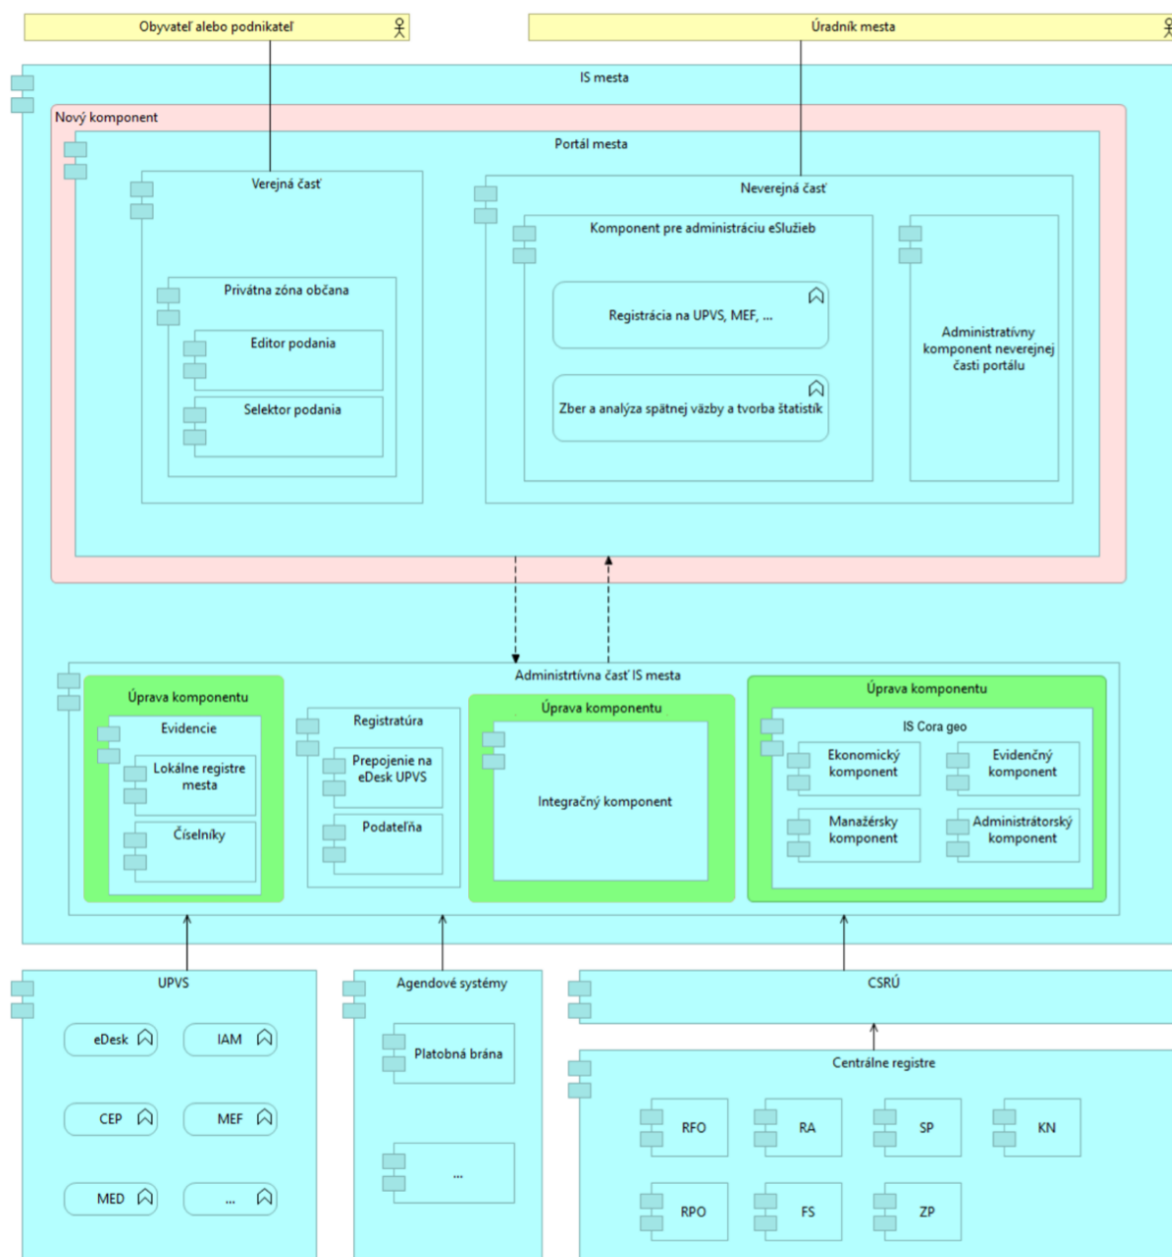 Obyvateľ alebo podnikateľ
Úradník mesta
IS mesta
Nový komponent
Portál mesta
Verejná časť
Privátna zóna občana
Editor podania
Selektor podania
Neverejná časť
Komponent pre administráciu eSlužieb
Registrácia na UPVS, MEF, ...
Zber a analýza spätnej väzby a tvorba štatistík
Administratívny
komponent neverejnej
časti portálu
Administrtívna časť IS mesta
Úprava komponentu
Evidencie
Lokálne registre
mesta
Číselníky
Registratúra
Prepojenie na
eDesk UPVS
Podateľňa
Úprava komponentu
Integračný komponent
Úprava komponentu
IS Cora geo
Ekonomický
komponent
Evidenčný
komponent
Manažérsky
komponent
Administrátorský
komponent
UPVS
eDesk
IAM
CEP
MEF
MED
...
Agendové systémy
Platobná brána
...
CSRÚ
Centrálne registre
RFO
RA
SP
KN
RPO
FS
ZP